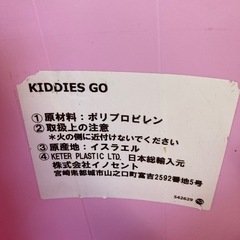 KIDDIES GO
①原材料：ポリプロピレン
②取扱上の注意
＊火の側に近付けないでください
③原産地：イスラエル
④KETER PLASTIC LTD. 日本総輸入元
株式会社イノセント
宮崎県都城市山之口町富吉2592番地5号
542629